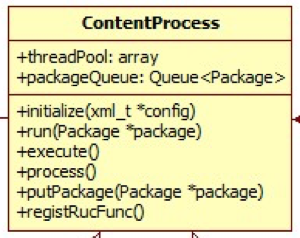 ContentProcess
+threadPool: array
+packageQueue: Queue<Package>
+initialize(xml_t *config)
+run(Package *package)
+execute()
+process()
+putPackage(Package *package)
+registRucFunc()